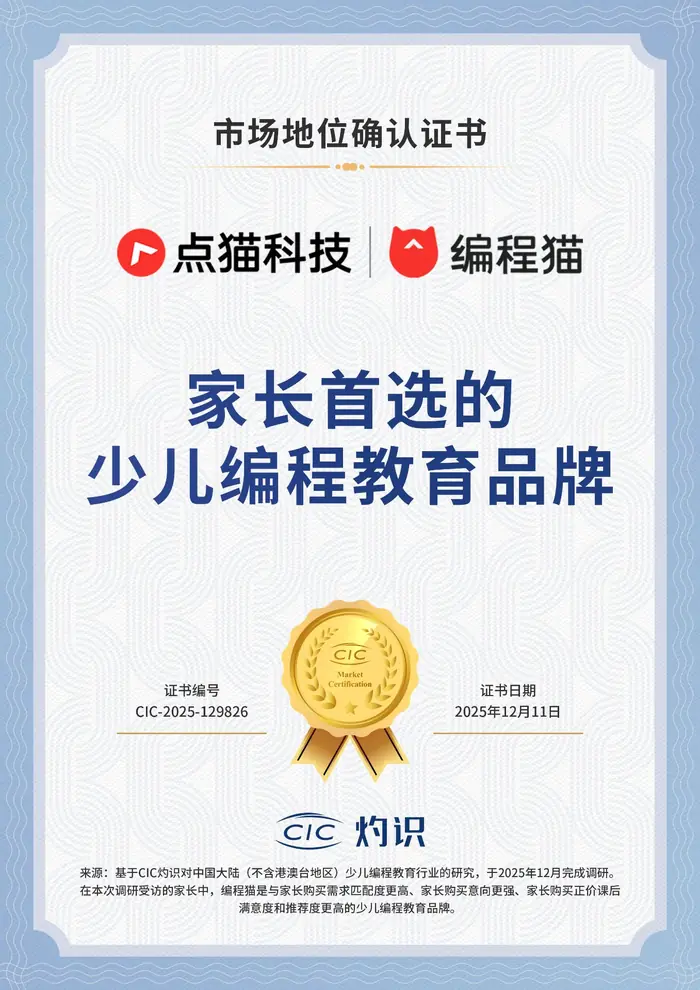 市场地位确认证书
点猫科技 编程猫
家长首选的
少儿编程教育品牌
CIC
Market
Certification
证书编号
CIC-2025-129826
证书日期
2025年12月11日
CIC 灼识
来源：基于CIC灼识对中国大陆（不含港澳台地区）少儿编程教育行业的研究，于2025年12月完成调研。
在本次调研受访的家长中，编程猫是与家长购买需求匹配度更高、家长购买意向更强、家长购买正价课后
满意度和推荐度更高的少儿编程教育品牌。